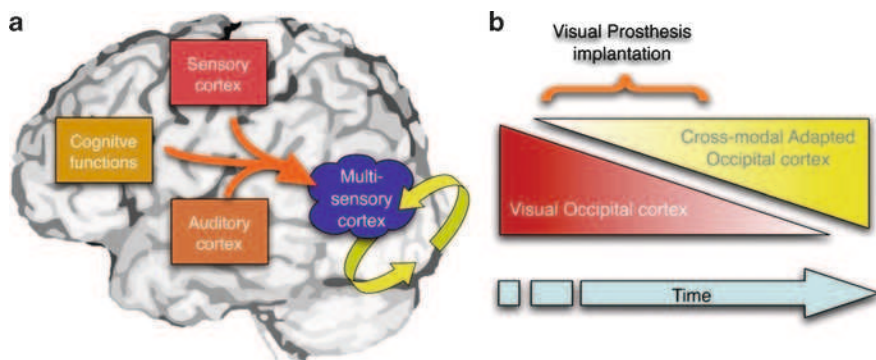 a
Sensory
cortex
Cognitve
functions
Multi-
sensory
cortex
Auditory
cortex
b
Visual Prosthesis
implantation
Cross-modal Adapted
Occipital cortex
Visual Occipital cortex
Time